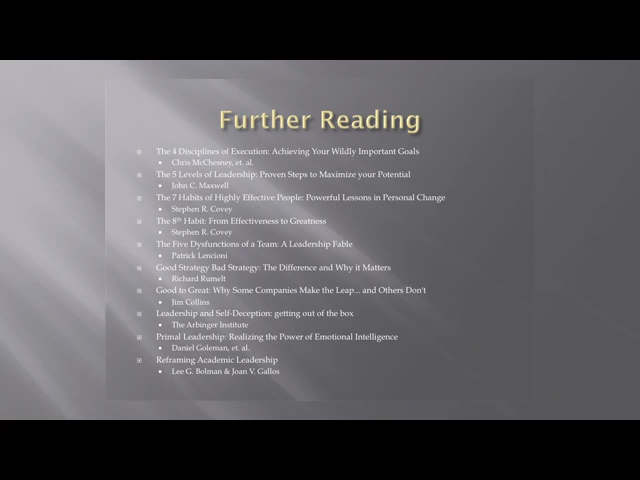 Further Reading
The 4 Disciplines of Execution: Achieving Your Wildly Important Goals
Chris McChesney, et. al.
The 5 Levels of Leadership: Proven Steps to Maximize your Potential
John C. Maxwell
The 7 Habits of Highly Effective People: Powerful Lessons in Personal Change
Stephen R. Covey
The 8th Habit: From Effectiveness to Greatness
Stephen R. Covey
The Five Dysfunctions of a Team: A Leadership Fable
Patrick Lencioni
Good Strategy Bad Strategy: The Difference and Why it Matters
Richard Rumelt
Good to Great: Why Some Companies Make the Leap... and Others Don't
Jim Collins
Leadership and Self-Deception: getting out of the box
The Arbinger Institute
Primal Leadership: Realizing the Power of Emotional Intelligence
Daniel Goleman, et. al.
Reframing Academic Leadership
Lee G. Bolman & Joan V. Gallos